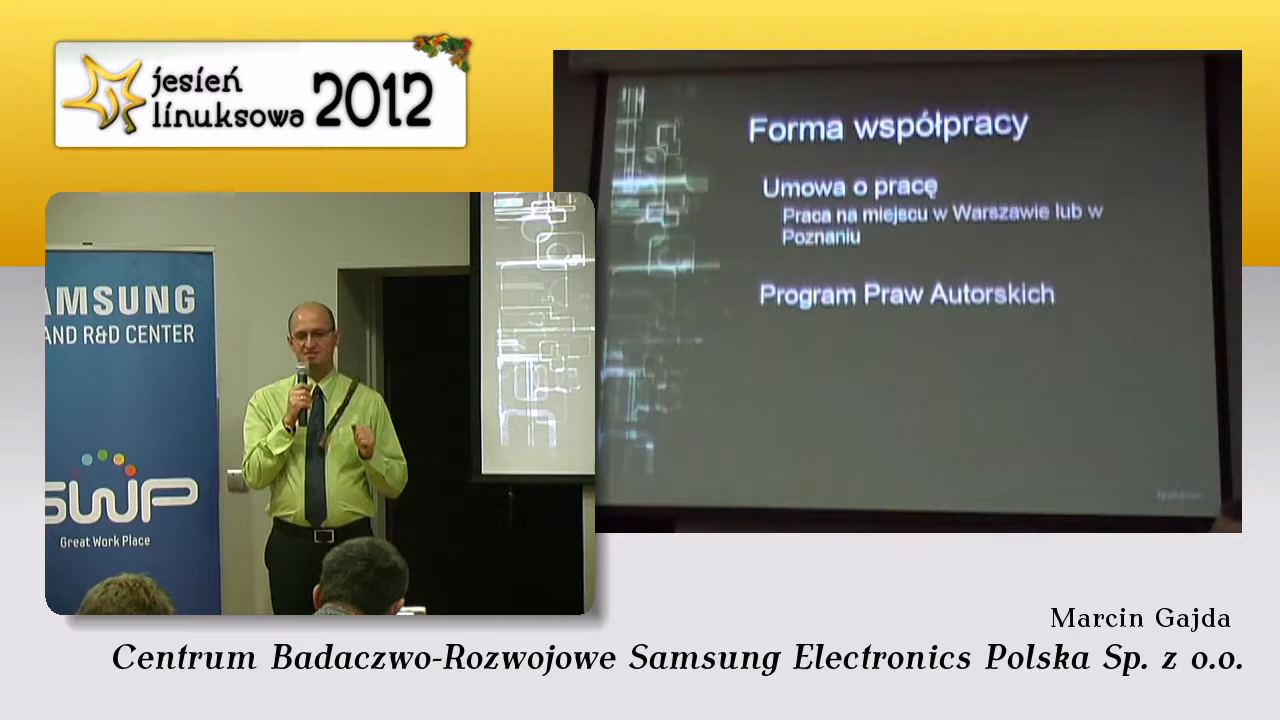 jesień
linuksowa 2012
Forma współpracy
Umowa o pracę
Praca na miejscu w Warszawie lub w
Poznaniu
Program Praw Autorskich
AMSUNG
AND R&D CENTER
SWP
Great Work Place
Marcin Gajda
Centrum Badaczwo-Rozwojowe Samsung Electronics Polska Sp. z o.o.